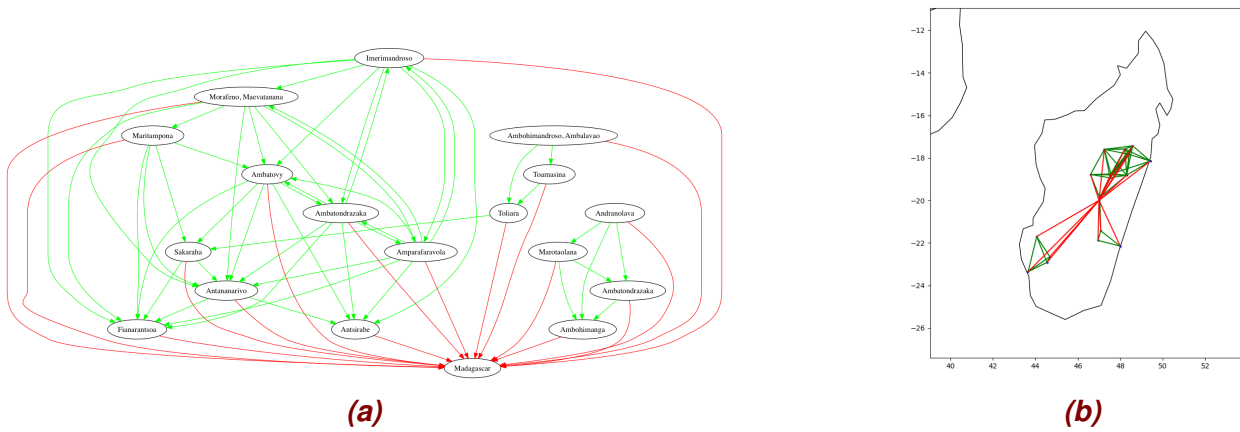 Imerimandroso
Morafeno, Maevatanana
Maritampona
Ambohimandroso, Ambalavao
Ambatovy
Toamasina
Ambatondrazaka
Toliara
Andranolava
Sakaraha
Amparafaravola
Marotaolana
Antananarivo
Ambatondrazaka
Fianarantsoa
Antsirabe
Ambohimanga
Madagascar
(a)
−12
−14
−16
−18
−20
−22
−24
−26
40 42 44 46 48 50 52
(b)